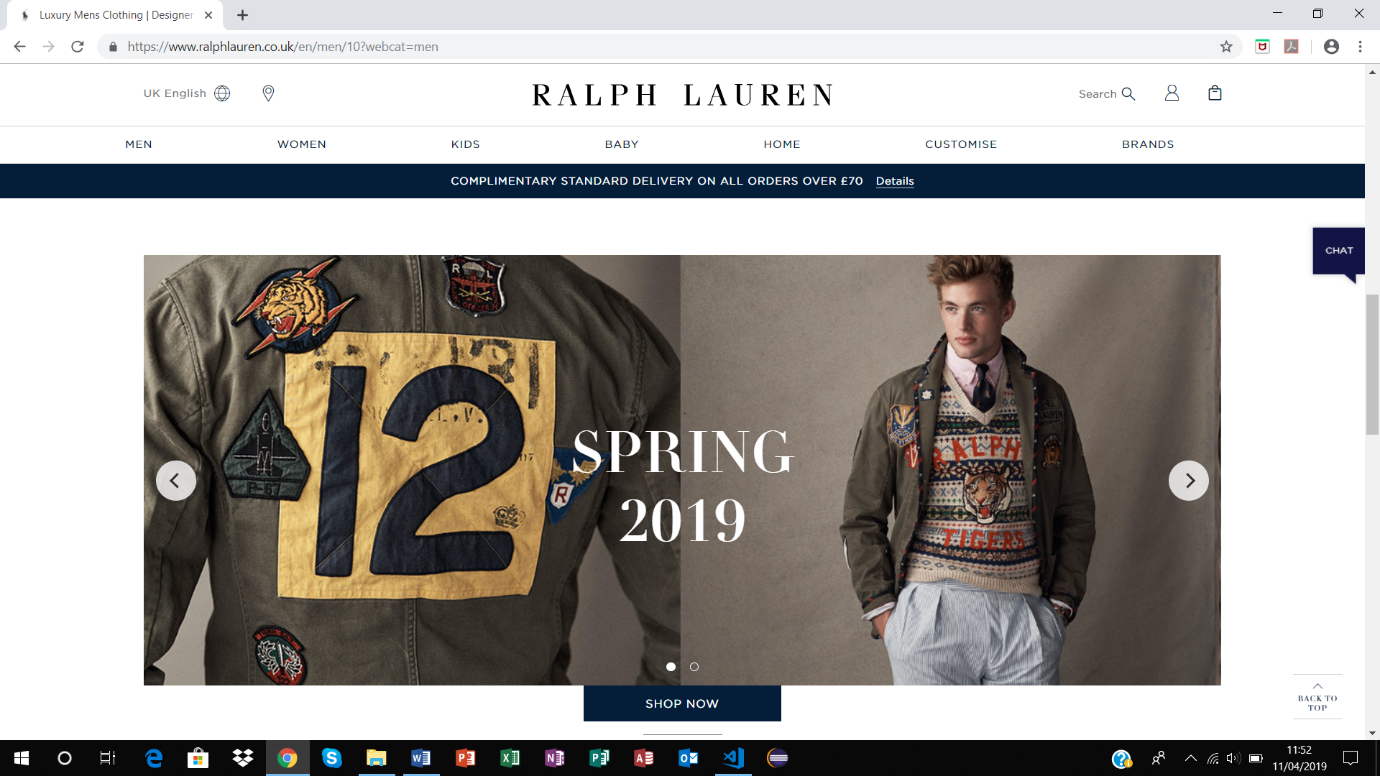 Luxury Mens Clothing | Designer
https://www.ralphlauren.co.uk/en/men/10?webcat=men
UK English
RALPH LAUREN
Search
MEN WOMEN KIDS BABY HOME CUSTOMISE BRANDS
COMPLIMENTARY STANDARD DELIVERY ON ALL ORDERS OVER £70 Details
CHAT
R L
12
R
SPRING
2019
RALPH
TIGERS
SHOP NOW
BACK TO
TOP
11:52
11/04/2019